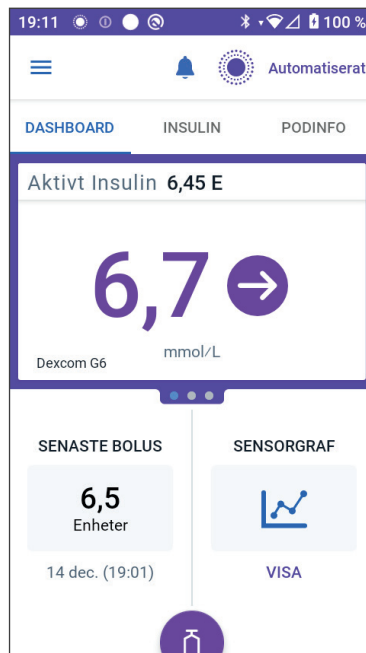 19:11 100 %
Automatiserat
DASHBOARD INSULIN PODINFO
Aktivt Insulin 6,45 E
6,7
mmol/L
Dexcom G6
SENASTE BOLUS SENSORGRAF
6,5
Enheter
14 dec. (19:01) VISA